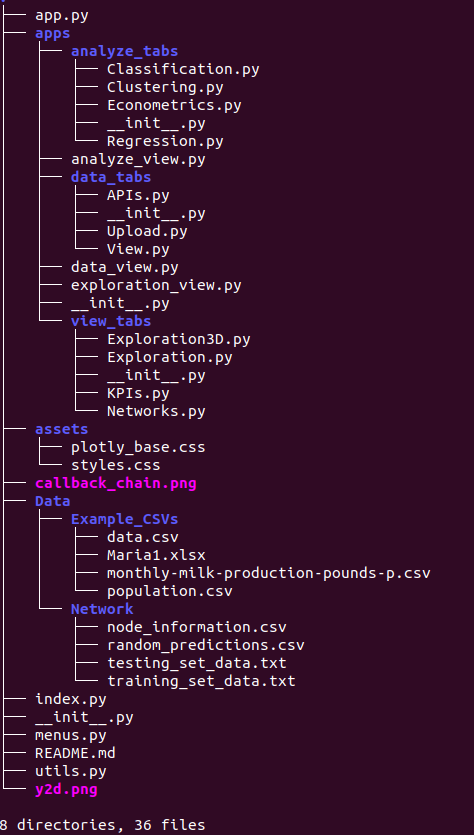 app.py
apps
analyze_tabs
Classification.py
Clustering.py
Econometrics.py
__init__.py
Regression.py
analyze_view.py
data_tabs
APIs.py
__init__.py
Upload.py
View.py
data_view.py
exploration_view.py
__init__.py
view_tabs
Exploration3D.py
Exploration.py
__init__.py
KPIs.py
Networks.py
assets
plotly_base.css
styles.css
callback_chain.png
Data
Example_CSVs
data.csv
Maria1.xlsx
monthly-milk-production-pounds-p.csv
population.csv
Network
node_information.csv
random_predictions.csv
testing_set_data.txt
training_set_data.txt
index.py
__init__.py
menus.py
README.md
utils.py
y2d.png
8 directories, 36 files